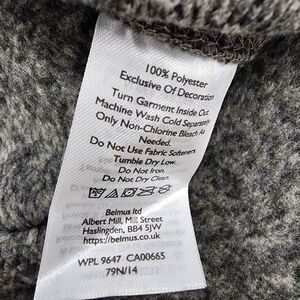 100% Polyester
Exclusive Of Decoration
Turn Garment Inside Out.
Machine Wash Cold Separately.
Only Non-Chlorine Bleach As
Needed.
Do Not Use Fabric Softeners.
Tumble Dry Low.
Do Not Iron.
Do Not Dry Clean.
Belmus ltd
Albert Mill, Mill Street
Haslingden, BB4 5JW
https://belmus.co.uk
WPL 9647 CA00665
79N/14